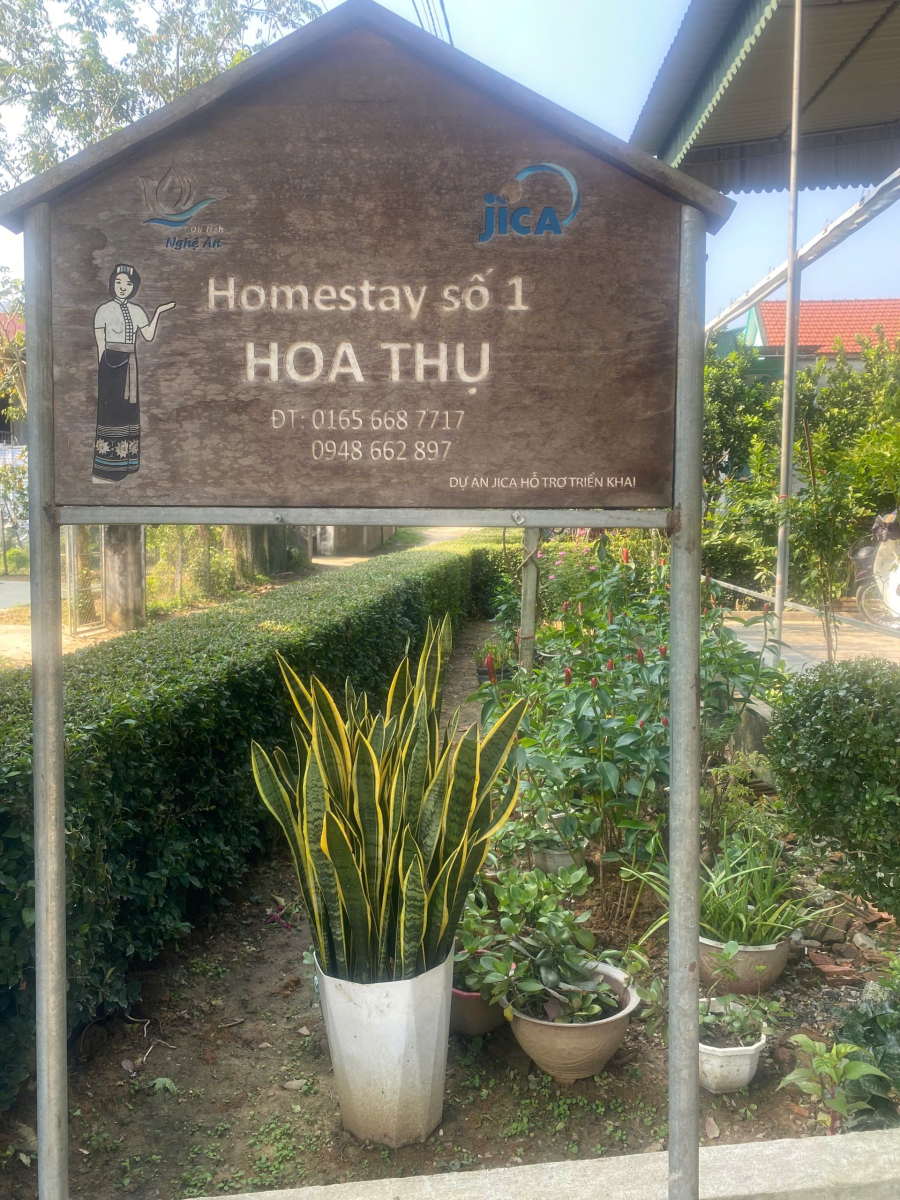 Du lịch
Nghệ An
jica
Homestay số 1
HOA THỤ
ĐT: 0165 668 7717
0948 662 897
DỰ ÁN JICA HỖ TRỢ TRIỂN KHAI